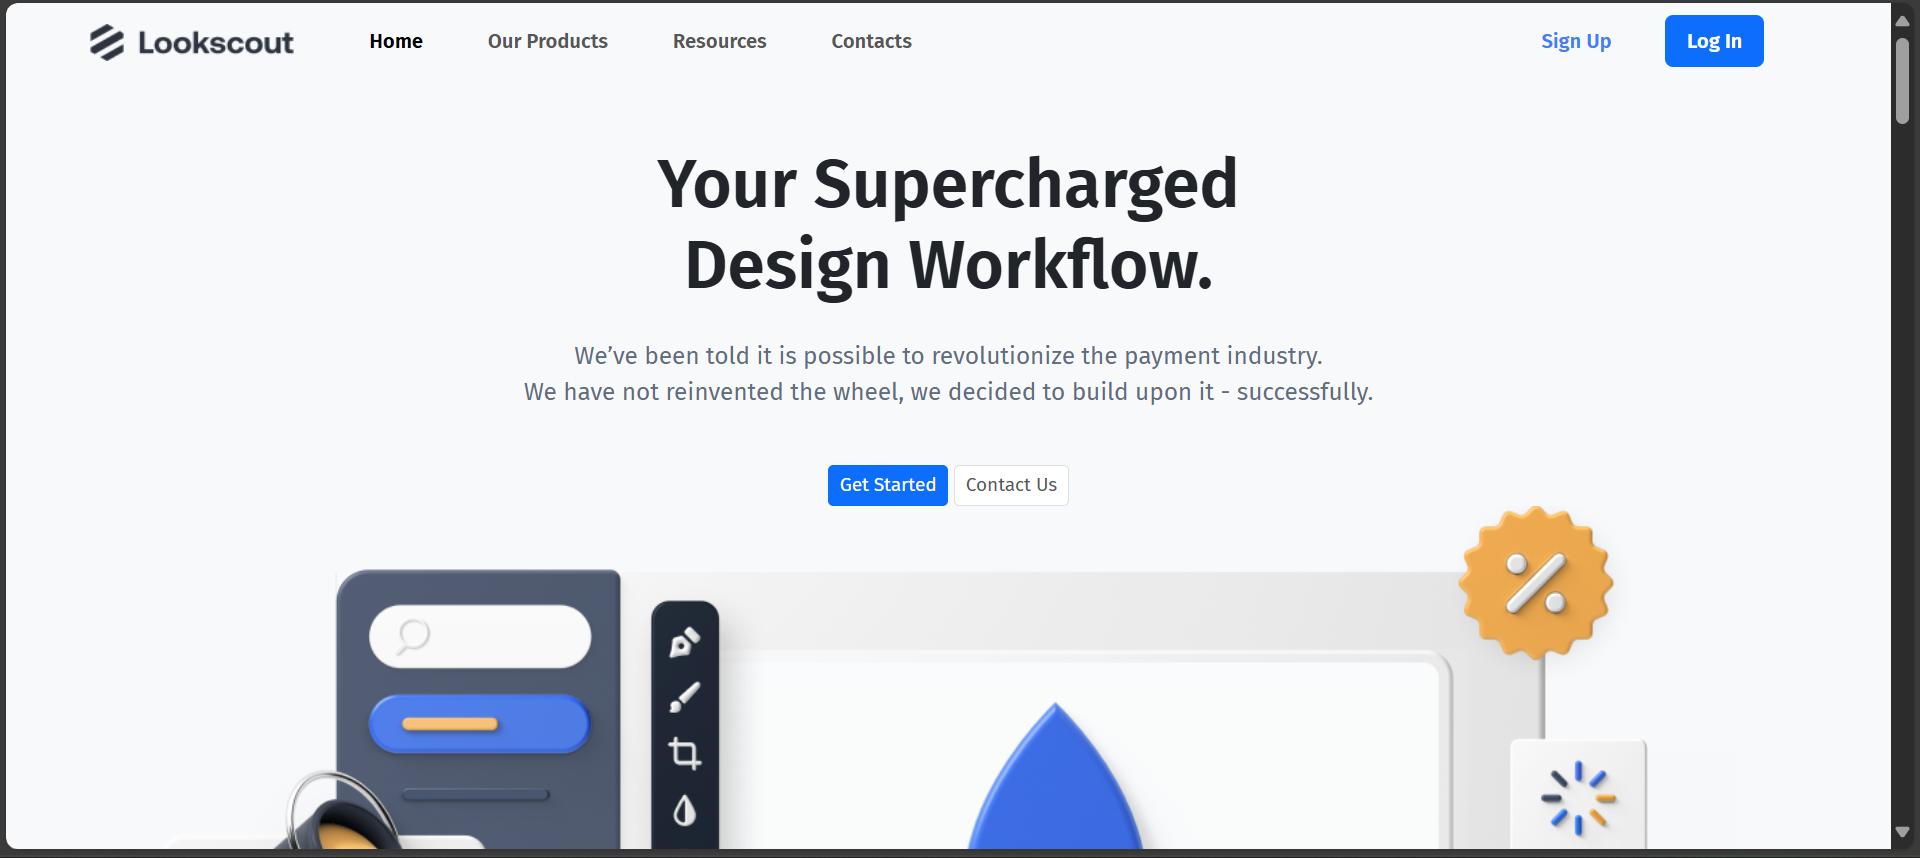 Lookscout
Home
Our Products
Resources
Contacts
Sign Up
Log In
Your Supercharged
Design Workflow.
We’ve been told it is possible to revolutionize the payment industry.
We have not reinvented the wheel, we decided to build upon it - successfully.
Get Started
Contact Us
%